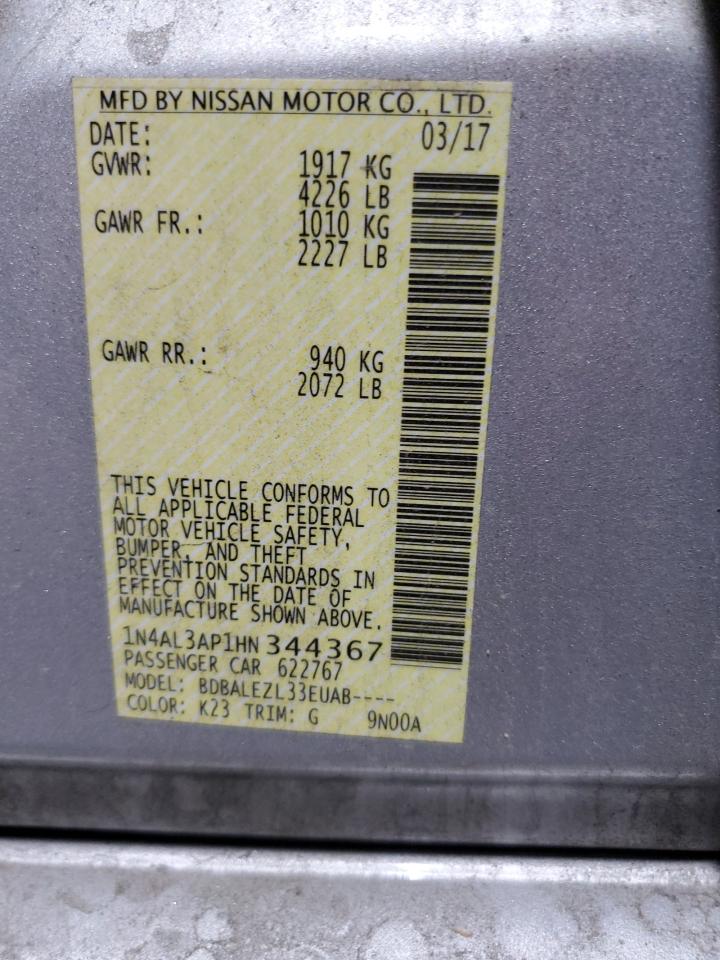 MFD BY NISSAN MOTOR CO., LTD.
DATE: 03/17
GVWR: 1917 KG
4226 LB
GAWR FR.: 1010 KG
2227 LB
GAWR RR.: 940 KG
2072 LB
THIS VEHICLE CONFORMS TO
ALL APPLICABLE FEDERAL
MOTOR VEHICLE SAFETY,
BUMPER, AND THEFT
PREVENTION STANDARDS IN
EFFECT ON THE DATE OF
MANUFACTURE SHOWN ABOVE.
1N4AL3AP1HN344367
PASSENGER CAR 622767
MODEL: BDBALEZL33EUAB----
COLOR: K23 TRIM: G 9N00A